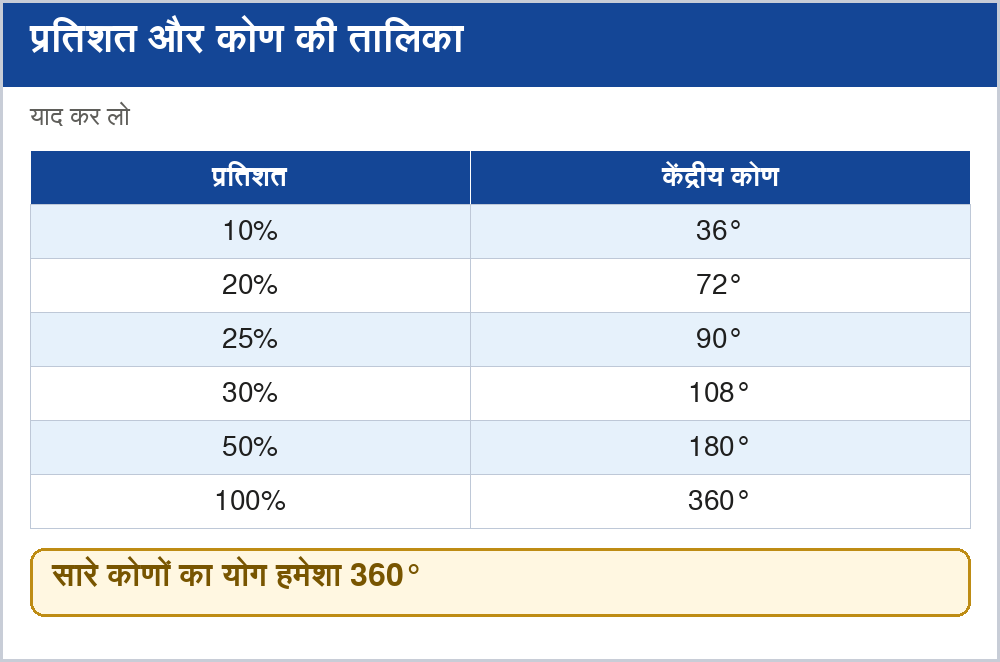 प्रतिशत और कोण की तालिका
याद कर लो
प्रतिशत केंद्रीय कोण
10% 36°
20% 72°
25% 90°
30% 108°
50% 180°
100% 360°
सारे कोणों का योग हमेशा 360°